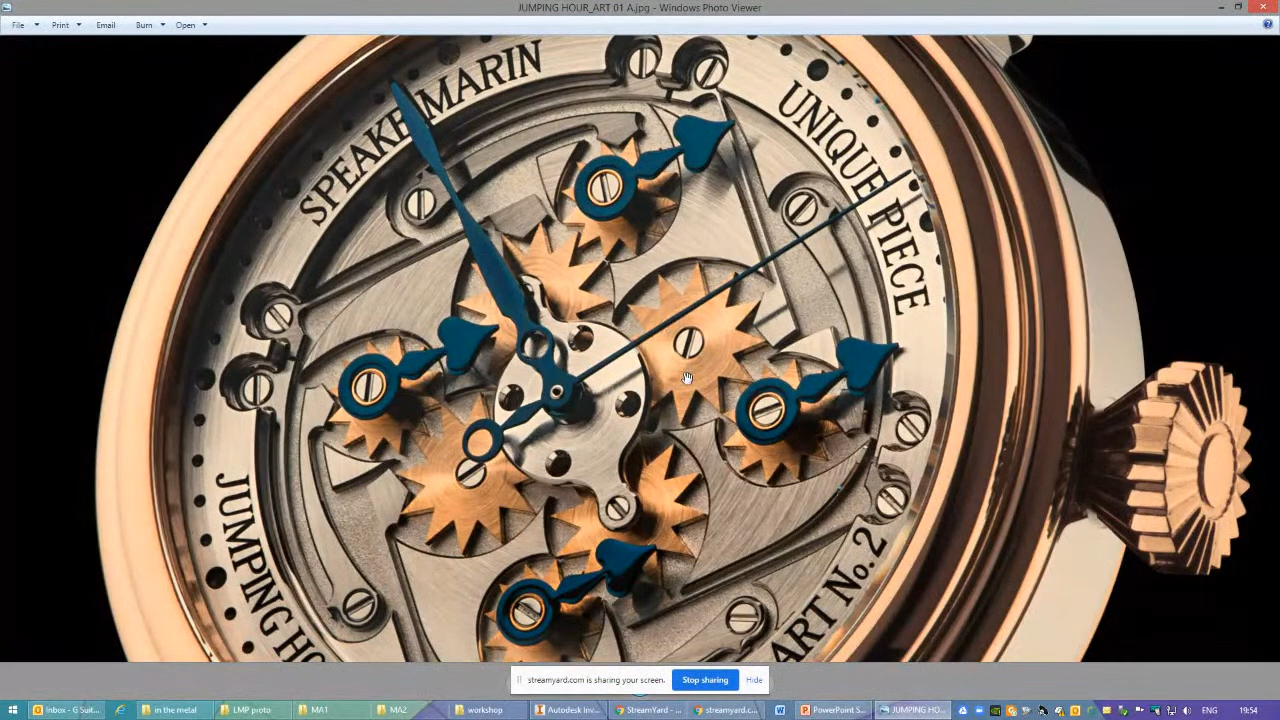 JUMPING HOUR_ART 01 A.jpg - Windows Photo Viewer
File Print Email Burn Open
SPEAKE MARIN
UNIQUE PIECE
JUMPING HO
ART No.2
streamyard.com is sharing your screen. Stop sharing Hide
Inbox - G Suit... in the metal LMP proto MA1 MA2 workshop Autodesk Inv... StreamYard - ... streamyard.c... PowerPoint S... JUMPING HO... ENG 19:54